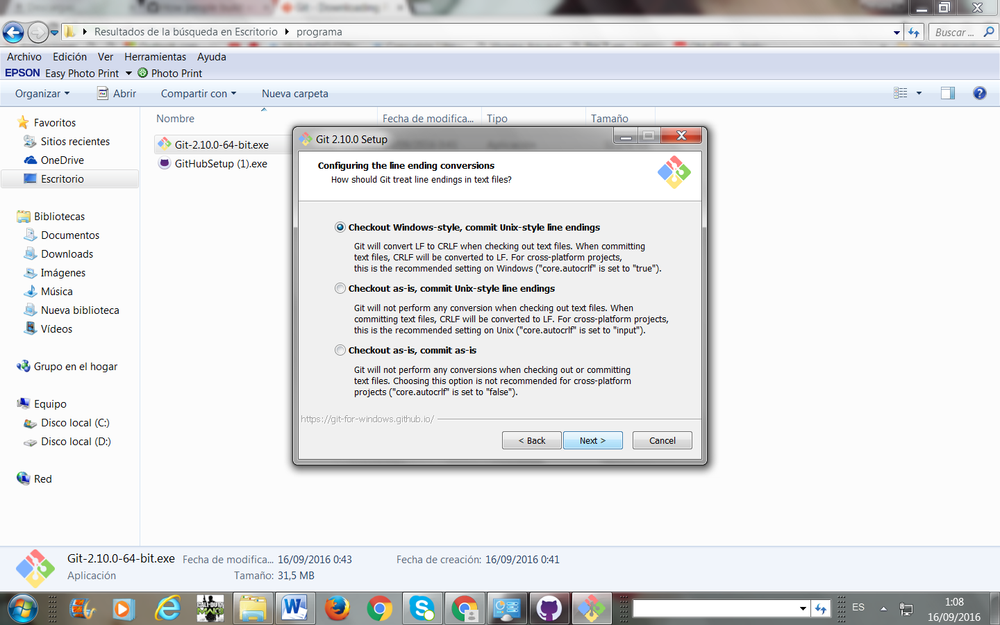 Git - Downloading
Resultados de la búsqueda en Escritorio
programa
Buscar ...
Archivo Edición Ver Herramientas Ayuda
EPSON Easy Photo Print Photo Print
Organizar Abrir Compartir con Nueva carpeta
Favoritos
Sitios recientes
OneDrive
Escritorio
Bibliotecas
Documentos
Downloads
Imágenes
Música
Nueva biblioteca
Vídeos
Grupo en el hogar
Equipo
Disco local (C:)
Disco local (D:)
Red
Nombre Fecha de modifica... Tipo Tamaño
Git-2.10.0-64-bit.exe
GitHubSetup (1).exe
Git 2.10.0 Setup
Configuring the line ending conversions
How should Git treat line endings in text files?
Checkout Windows-style, commit Unix-style line endings
Git will convert LF to CRLF when checking out text files. When committing
text files, CRLF will be converted to LF. For cross-platform projects,
this is the recommended setting on Windows ("core.autocrlf" is set to "true").
Checkout as-is, commit Unix-style line endings
Git will not perform any conversion when checking out text files. When
committing text files, CRLF will be converted to LF. For cross-platform projects,
this is the recommended setting on Unix ("core.autocrlf" is set to "input").
Checkout as-is, commit as-is
Git will not perform any conversions when checking out or committing
text files. Choosing this option is not recommended for cross-platform
projects ("core.autocrlf" is set to "false").
https://git-for-windows.github.io/
< Back Next > Cancel
Git-2.10.0-64-bit.exe Fecha de modifica... 16/09/2016 0:43 Fecha de creación: 16/09/2016 0:41
Aplicación Tamaño: 31,5 MB
ES
1:08
16/09/2016